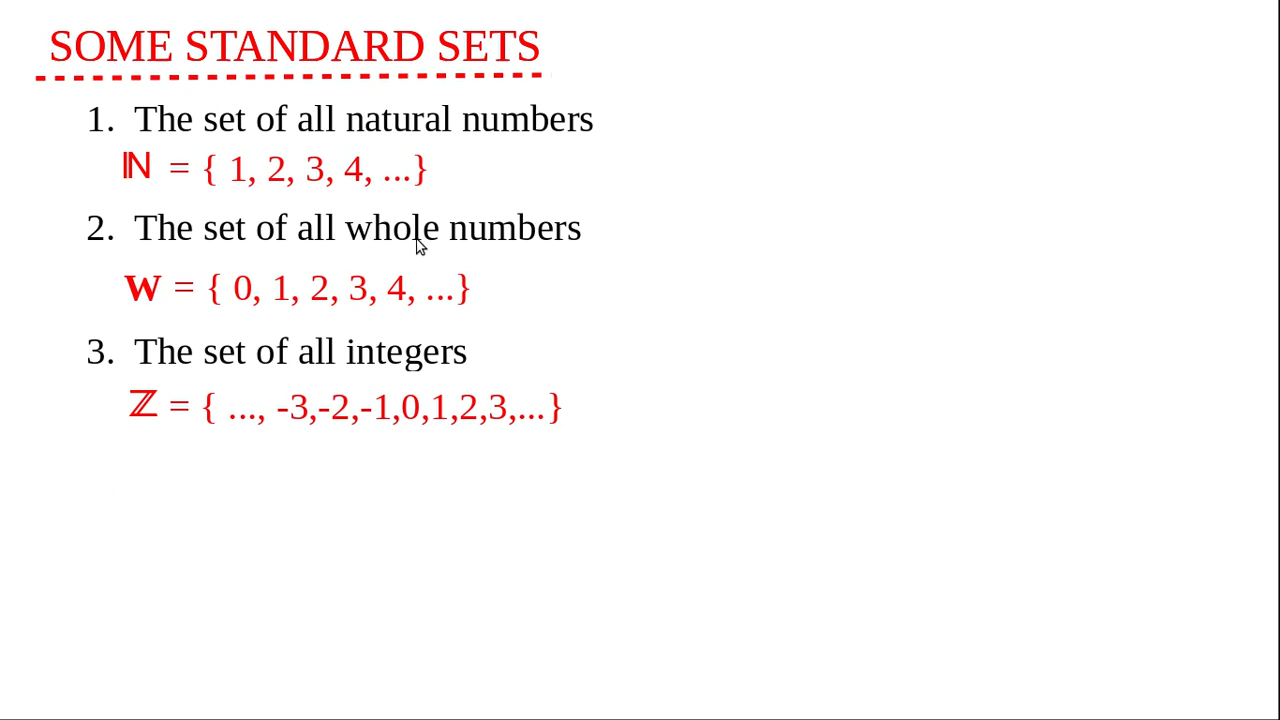 SOME STANDARD SETS
1. The set of all natural numbers
ℕ = { 1, 2, 3, 4, ...}
2. The set of all whole numbers
W = { 0, 1, 2, 3, 4, ...}
3. The set of all integers
ℤ = { ..., -3,-2,-1,0,1,2,3,...}